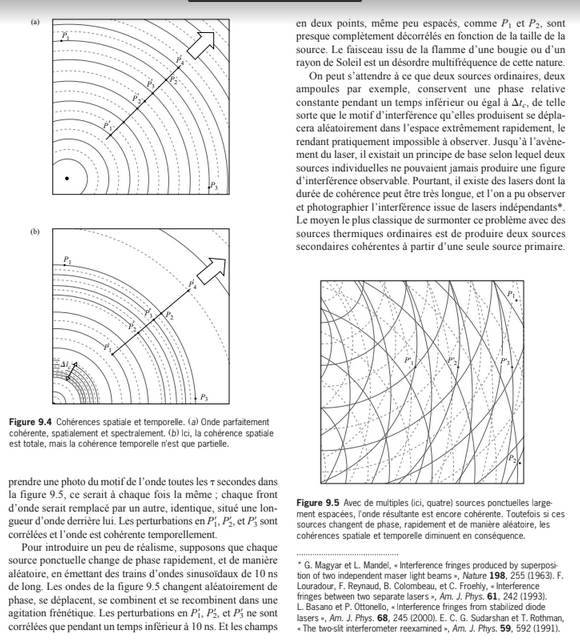 (a)
P₁
P'₄
P₂
P'₃
P'₂
P'₁
P₃
(b)
P₁
P'₄
P'₃
P₂
P'₂
P'₁
Δt_c
P₃
Figure 9.4 Cohérences spatiale et temporelle. (a) Onde parfaitement
cohérente, spatialement et spectralement. (b) Ici, la cohérence spatiale
est totale, mais la cohérence temporelle n'est que partielle.
prendre une photo du motif de l'onde toutes les τ secondes dans
la figure 9.5, ce serait à chaque fois la même ; chaque front
d'onde serait remplacé par un autre, identique, situé une lon-
gueur d'onde derrière lui. Les perturbations en P'₁, P'₂, et P'₃ sont
corrélées et l'onde est cohérente temporellement.
Pour introduire un peu de réalisme, supposons que chaque
source ponctuelle change de phase rapidement, et de manière
aléatoire, en émettant des trains d'ondes sinusoïdaux de 10 ns
de long. Les ondes de la figure 9.5 changent aléatoirement de
phase, se déplacent, se combinent et se recombinent dans une
agitation frénétique. Les perturbations en P'₁, P'₂, et P'₃ ne sont
corrélées que pendant un temps inférieur à 10 ns. Et les champs
en deux points, même peu espacés, comme P₁ et P₂, sont
presque complètement décorrélés en fonction de la taille de la
source. Le faisceau issu de la flamme d'une bougie ou d'un
rayon de Soleil est un désordre multifréquence de cette nature.
On peut s'attendre à ce que deux sources ordinaires, deux
ampoules par exemple, conservent une phase relative
constante pendant un temps inférieur ou égal à Δt_c, de telle
sorte que le motif d'interférence qu'elles produisent se dépla-
cera aléatoirement dans l'espace extrêmement rapidement, le
rendant pratiquement impossible à observer. Jusqu'à l'avène-
ment du laser, il existait un principe de base selon lequel deux
sources individuelles ne pouvaient jamais produire une figure
d'interférence observable. Pourtant, il existe des lasers dont la
durée de cohérence peut être très longue, et l'on a pu observer
et photographier l'interférence issue de lasers indépendants*.
Le moyen le plus classique de surmonter ce problème avec des
sources thermiques ordinaires est de produire deux sources
secondaires cohérentes à partir d'une seule source primaire.
P₁
P'₁
P'₂
P'₃
P₂
Figure 9.5 Avec de multiples (ici, quatre) sources ponctuelles large-
ment espacées, l'onde résultante est encore cohérente. Toutefois si ces
sources changent de phase, rapidement et de manière aléatoire, les
cohérences spatiale et temporelle diminuent en conséquence.
* G. Magyar et L. Mandel, « Interference fringes produced by superposi-
tion of two independent maser light beams », Nature 198, 255 (1963). F.
Louradour, F. Reynaud, B. Colombeau, et C. Froehly, « Interference
fringes between two separate lasers », Am. J. Phys. 61, 242 (1993).
L. Basano et P. Ottonello, « Interference fringes from stabilized diode
lasers », Am. J. Phys. 68, 245 (2000). E. C. G. Sudarshan et T. Rothman,
« The two-slit interferometer reexamined », Am. J. Phys. 59, 592 (1991).